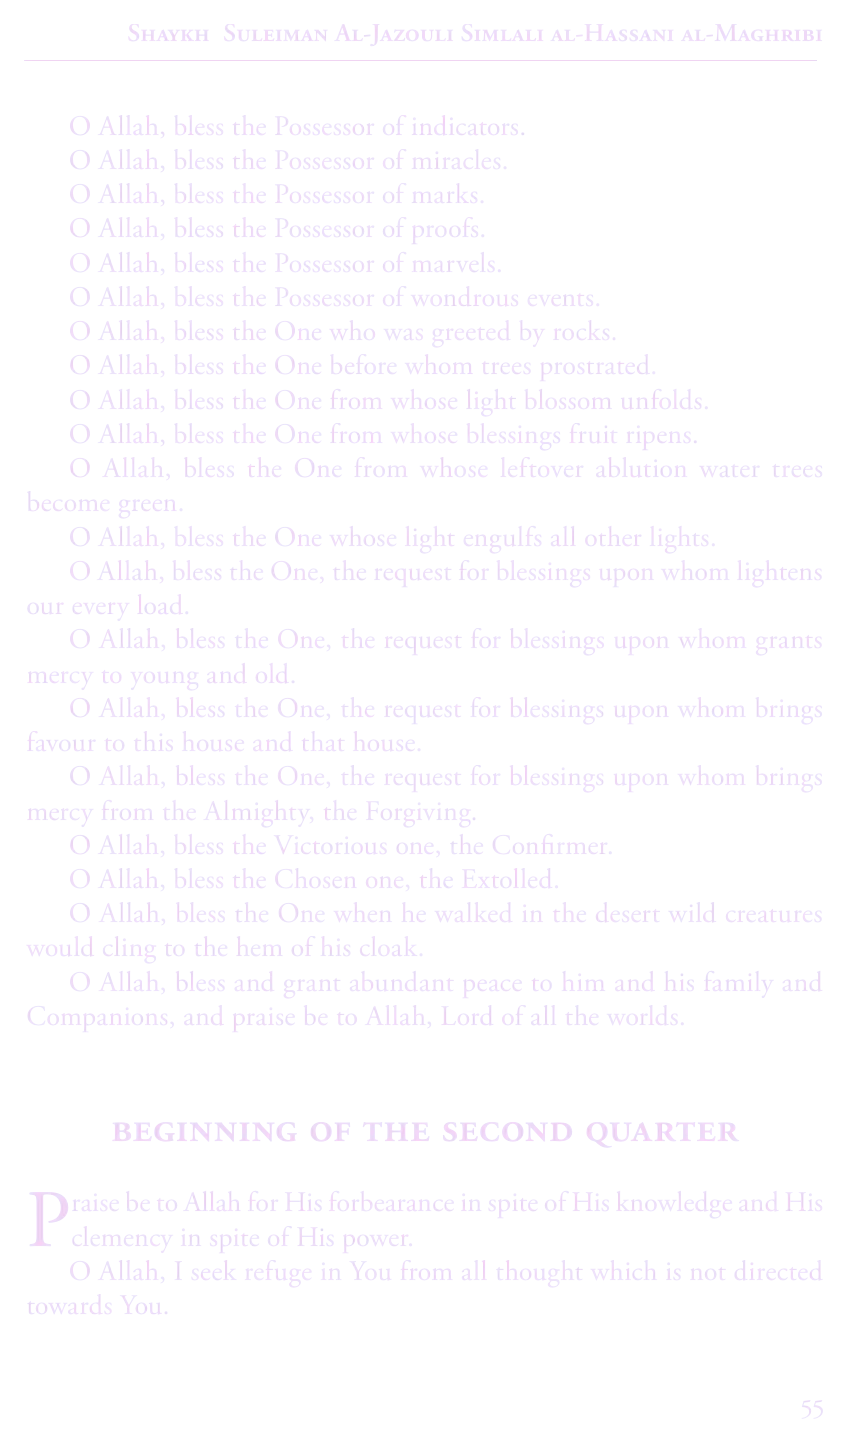 Shaykh Suleiman Al-Jazouli Simlali al-Hassani al-Maghribi
O Allah, bless the Possessor of indicators.
O Allah, bless the Possessor of miracles.
O Allah, bless the Possessor of marks.
O Allah, bless the Possessor of proofs.
O Allah, bless the Possessor of marvels.
O Allah, bless the Possessor of wondrous events.
O Allah, bless the One who was greeted by rocks.
O Allah, bless the One before whom trees prostrated.
O Allah, bless the One from whose light blossom unfolds.
O Allah, bless the One from whose blessings fruit ripens.
O Allah, bless the One from whose leftover ablution water trees
become green.
O Allah, bless the One whose light engulfs all other lights.
O Allah, bless the One, the request for blessings upon whom lightens
our every load.
O Allah, bless the One, the request for blessings upon whom grants
mercy to young and old.
O Allah, bless the One, the request for blessings upon whom brings
favour to this house and that house.
O Allah, bless the One, the request for blessings upon whom brings
mercy from the Almighty, the Forgiving.
O Allah, bless the Victorious one, the Confirmer.
O Allah, bless the Chosen one, the Extolled.
O Allah, bless the One when he walked in the desert wild creatures
would cling to the hem of his cloak.
O Allah, bless and grant abundant peace to him and his family and
Companions, and praise be to Allah, Lord of all the worlds.
BEGINNING OF THE SECOND QUARTER
Praise be to Allah for His forbearance in spite of His knowledge and His
clemency in spite of His power.
O Allah, I seek refuge in You from all thought which is not directed
towards You.
55